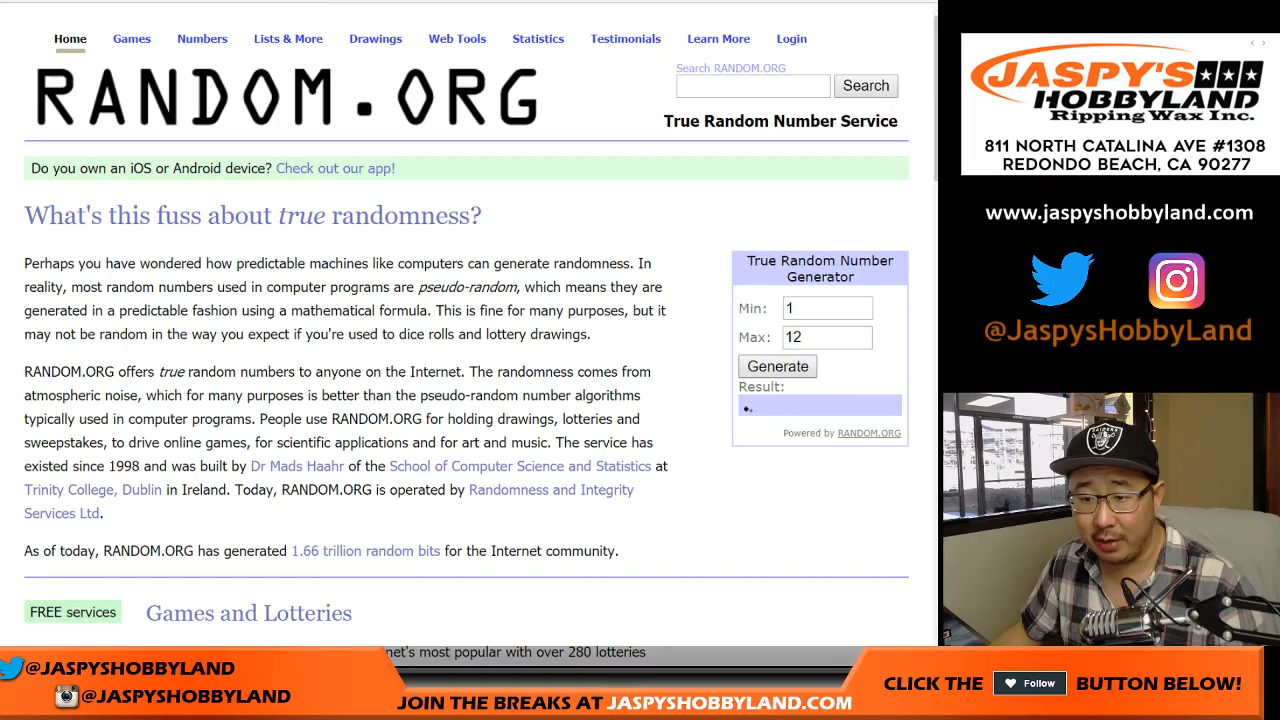 Home Games Numbers Lists & More Drawings Web Tools Statistics Testimonials Learn More Login
RANDOM.ORG
Search RANDOM.ORG
Search
True Random Number Service
Do you own an iOS or Android device? Check out our app!
What's this fuss about true randomness?
Perhaps you have wondered how predictable machines like computers can generate randomness. In
reality, most random numbers used in computer programs are pseudo-random, which means they are
generated in a predictable fashion using a mathematical formula. This is fine for many purposes, but it
may not be random in the way you expect if you're used to dice rolls and lottery drawings.
RANDOM.ORG offers true random numbers to anyone on the Internet. The randomness comes from
atmospheric noise, which for many purposes is better than the pseudo-random number algorithms
typically used in computer programs. People use RANDOM.ORG for holding drawings, lotteries and
sweepstakes, to drive online games, for scientific applications and for art and music. The service has
existed since 1998 and was built by Dr Mads Haahr of the School of Computer Science and Statistics at
Trinity College, Dublin in Ireland. Today, RANDOM.ORG is operated by Randomness and Integrity
Services Ltd.
As of today, RANDOM.ORG has generated 1.66 trillion random bits for the Internet community.
True Random Number
Generator
Min: 1
Max: 12
Generate
Result:
Powered by RANDOM.ORG
FREE services
Games and Lotteries
net's most popular with over 280 lotteries
JASPY'S
HOBBYLAND
Ripping Wax Inc.
811 NORTH CATALINA AVE #1308
REDONDO BEACH, CA 90277
www.jaspyshobbyland.com
@JaspysHobbyLand
RAIDERS
@JASPYSHOBBYLAND
@JASPYSHOBBYLAND
JOIN THE BREAKS AT JASPYSHOBBYLAND.COM
CLICK THE Follow BUTTON BELOW!